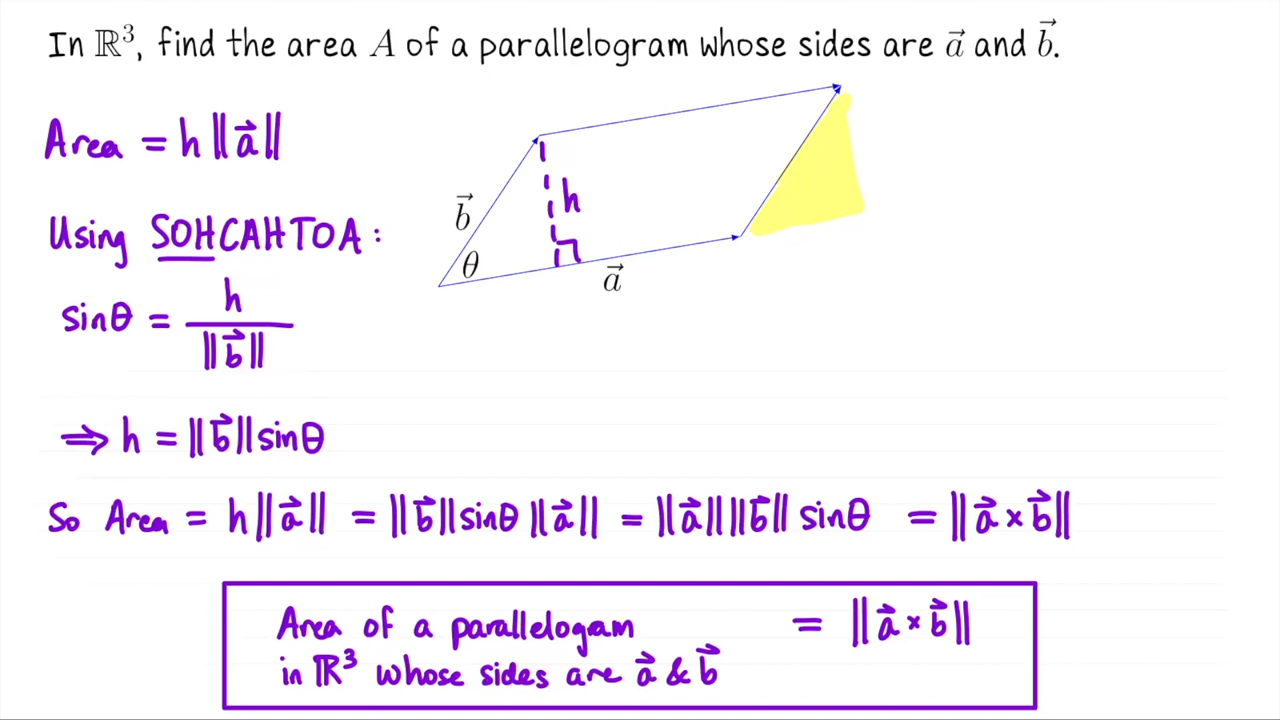 In ℝ³, find the area A of a parallelogram whose sides are a⃗ and b⃗.
Area = h‖a⃗‖
Using SOHCAHTOA:
sinθ = h / ‖b⃗‖
⟹ h = ‖b⃗‖ sinθ
b⃗
θ
h
a⃗
So Area = h‖a⃗‖ = ‖b⃗‖ sinθ ‖a⃗‖ = ‖a⃗‖‖b⃗‖ sinθ = ‖a⃗ × b⃗‖
Area of a parallelogam = ‖a⃗ × b⃗‖
in ℝ³ whose sides are a⃗ & b⃗